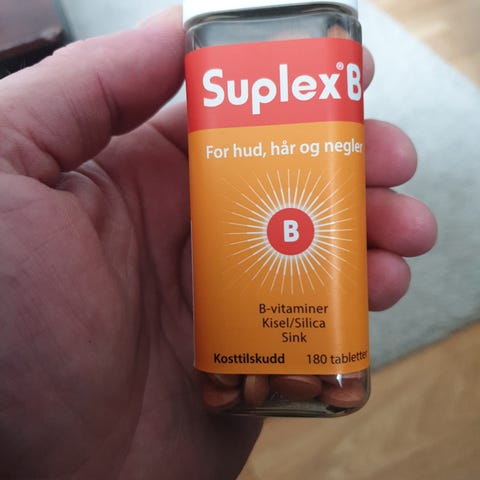 Suplex® B
For hud, hår og negler
B
B-vitaminer
Kisel/Silica
Sink
Kosttilskudd 180 tabletter